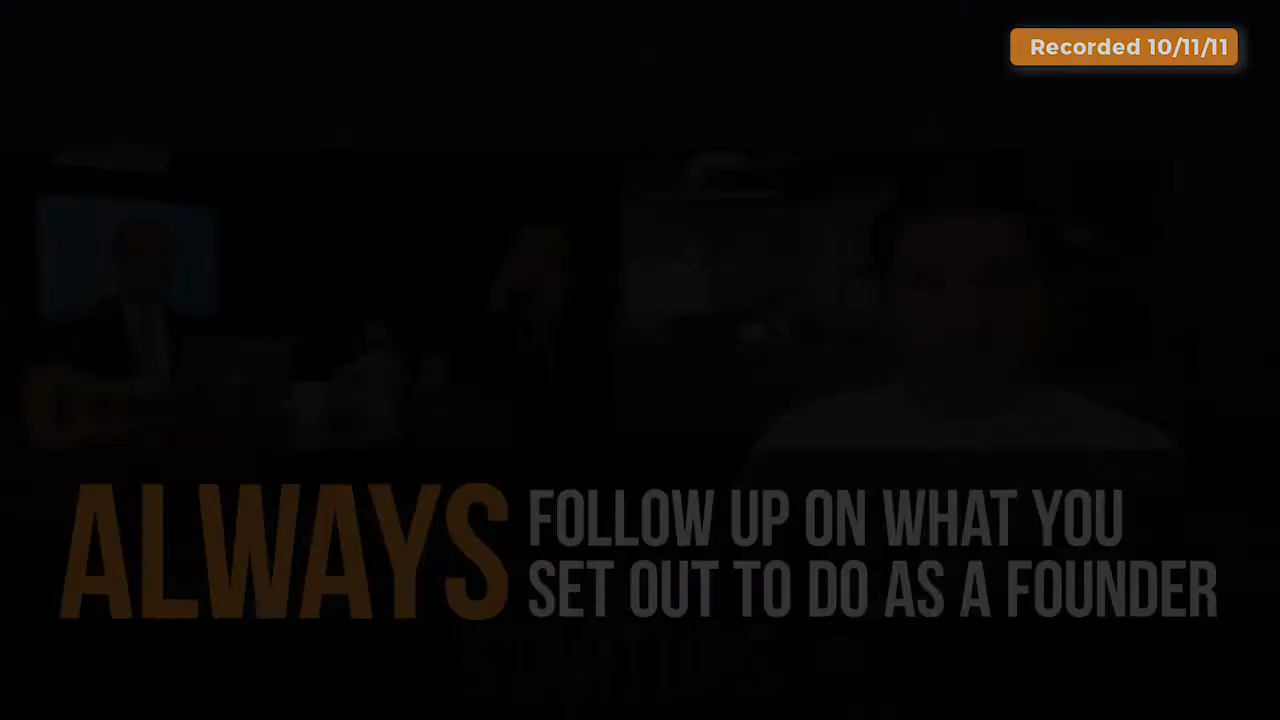 Recorded 10/11/11
ALWAYS FOLLOW UP ON WHAT YOU
SET OUT TO DO AS A FOUNDER